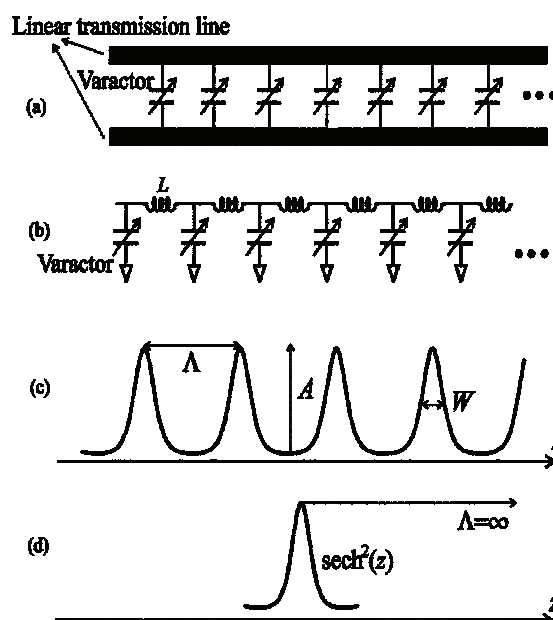 Linear transmission line
Varactor
(a)
L
(b)
Varactor
(c)
Λ
A
W
(d)
Λ=∞
sech²(z)
z